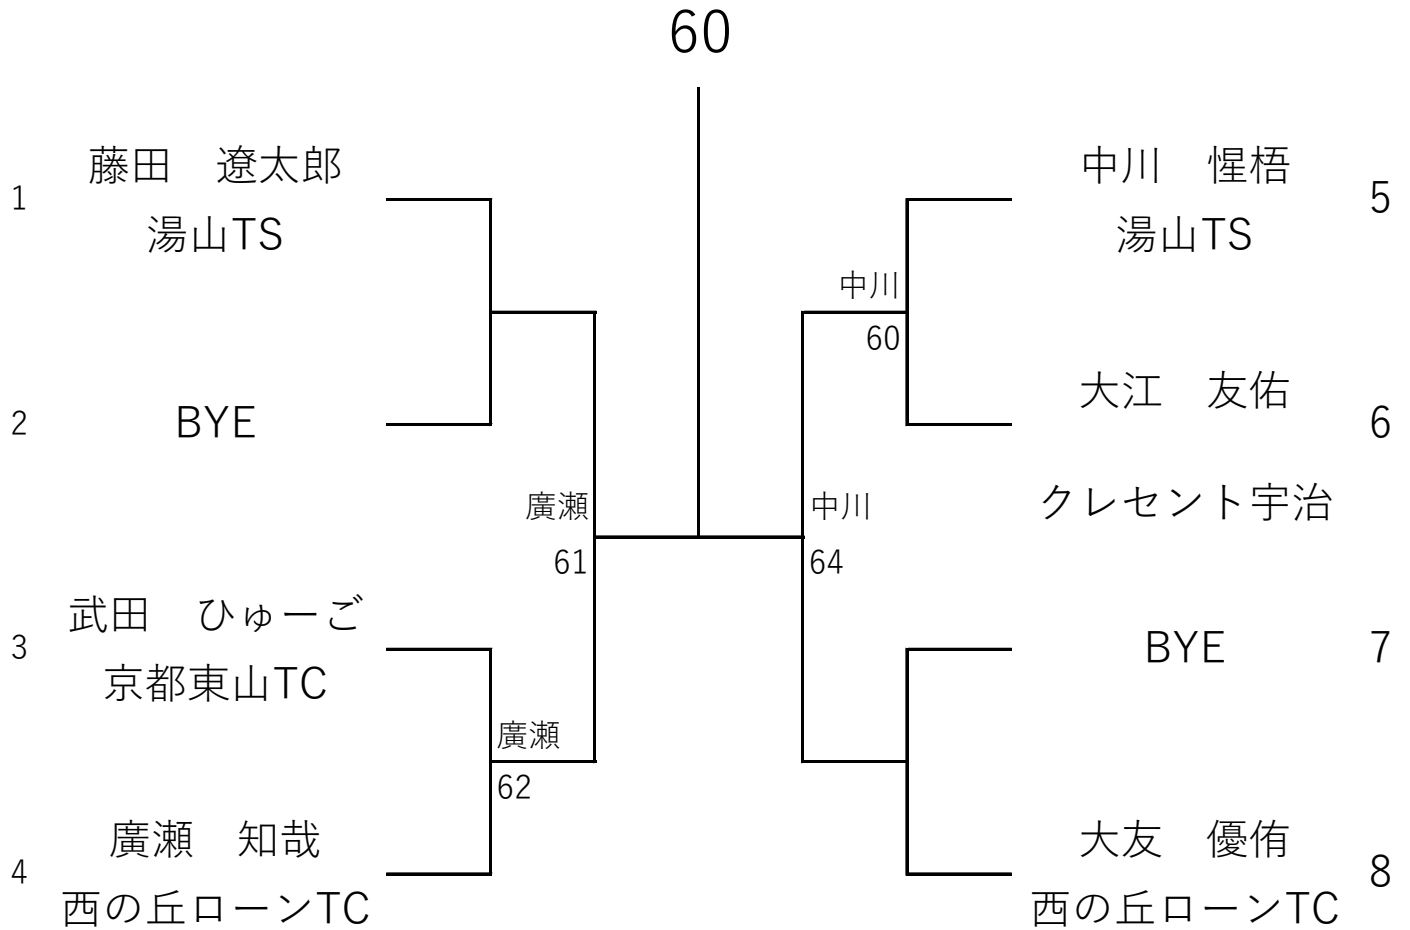 60
1
藤田　遼太郎
湯山TS
2
BYE
3
武田　ひゅーご
京都東山TC
4
廣瀬　知哉
西の丘ローンTC
廣瀬
62
廣瀬
61
中川
64
中川
60
中川　惺梧
湯山TS
5
大江　友佑
6
クレセント宇治
BYE
7
大友　優侑
西の丘ローンTC
8